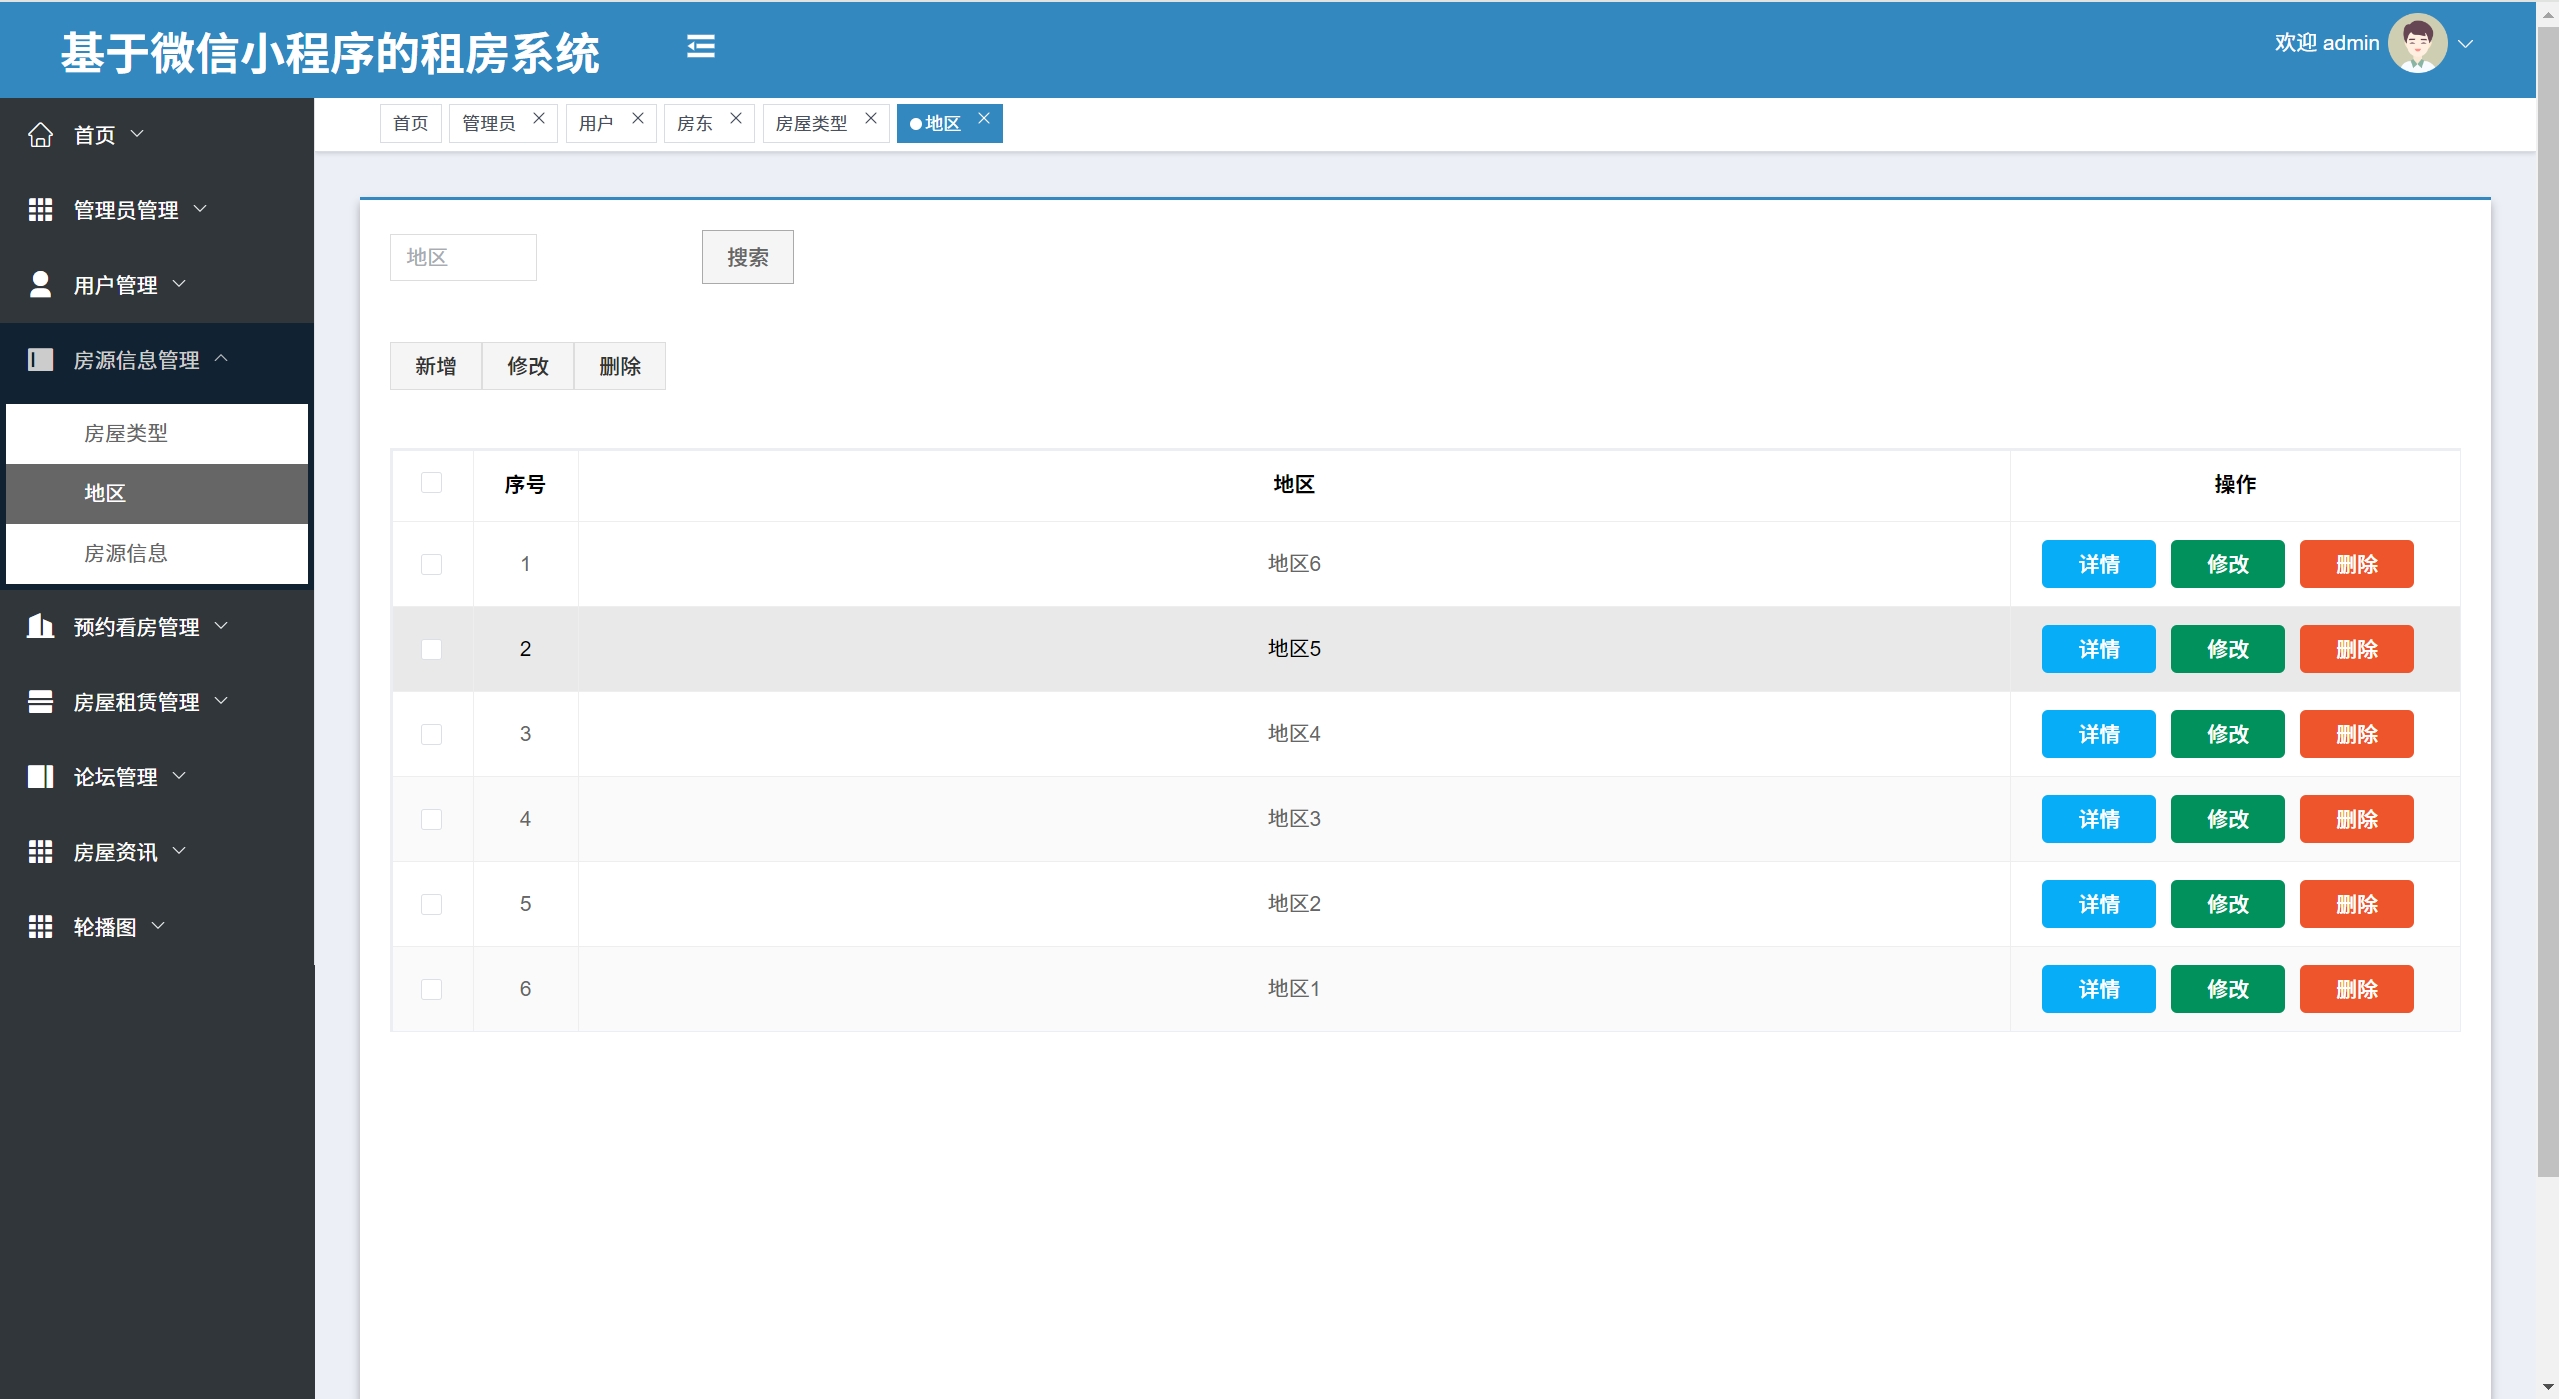 基于微信小程序的租房系统
欢迎 admin
首页
管理员管理
用户管理
房源信息管理
房屋类型
地区
房源信息
预约看房管理
房屋租赁管理
论坛管理
房屋资讯
轮播图
首页 管理员 用户 房东 房屋类型 地区
地区 搜索
新增 修改 删除
序号 地区 操作
1 地区6 详情 修改 删除
2 地区5 详情 修改 删除
3 地区4 详情 修改 删除
4 地区3 详情 修改 删除
5 地区2 详情 修改 删除
6 地区1 详情 修改 删除